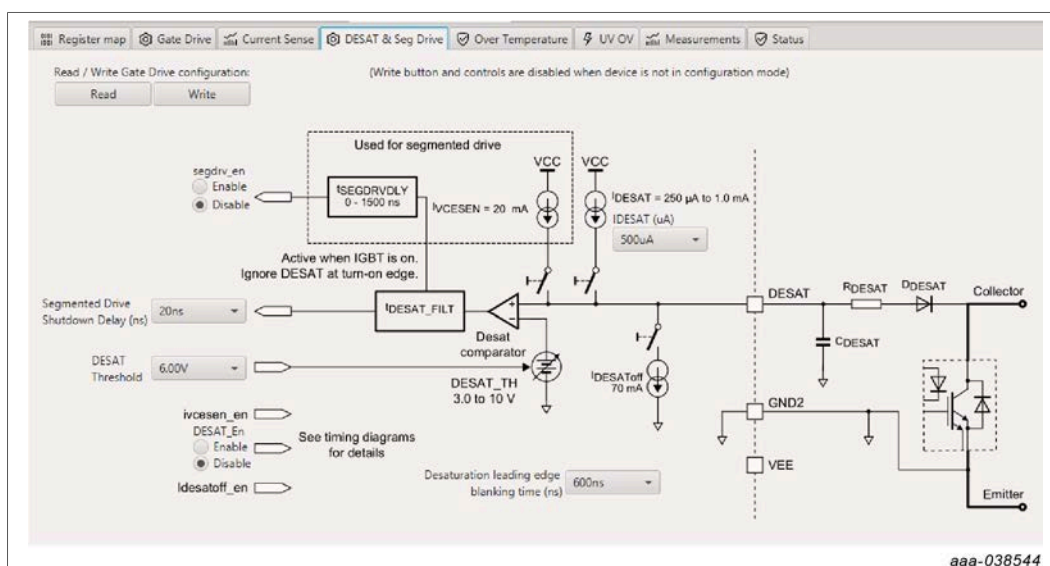 Register map
Gate Drive
Current Sense
DESAT & Seg Drive
Over Temperature
UV OV
Measurements
Status
Read / Write Gate Drive configuration:
(Write button and controls are disabled when device is not in configuration mode)
Read
Write
Used for segmented drive
segdrv_en
Enable
Disable
tSEGDRVDLY
0 - 1500 ns
VCC
VCC
IVCESEN = 20 mA
IDESAT = 250 µA to 1.0 mA
IDESAT (uA)
500uA
Active when IGBT is on.
Ignore DESAT at turn-on edge.
Segmented Drive
Shutdown Delay (ns)
20ns
tDESAT_FILT
+
−
Desat
comparator
DESAT
RDESAT
DDESAT
Collector
CDESAT
DESAT
Threshold
6.00V
DESAT_TH
3.0 to 10 V
IDESAToff
70 mA
GND2
ivcesen_en
DESAT_En
Enable
Disable
See timing diagrams
for details
VEE
Idesatoff_en
Desaturation leading edge
blanking time (ns)
600ns
Emitter
aaa-038544